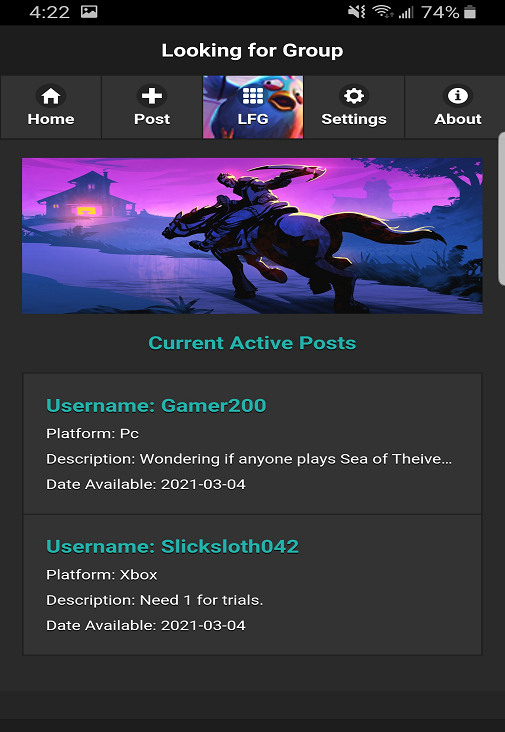 4:22 74%
Looking for Group
Home Post LFG Settings About
Current Active Posts
Username: Gamer200
Platform: Pc
Description: Wondering if anyone plays Sea of Theive...
Date Available: 2021-03-04
Username: Slicksloth042
Platform: Xbox
Description: Need 1 for trials.
Date Available: 2021-03-04